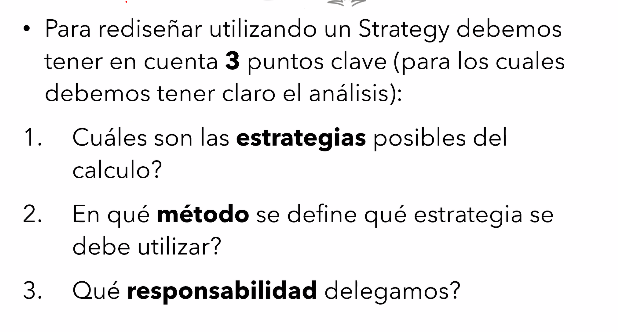 • Para rediseñar utilizando un Strategy debemos
tener en cuenta 3 puntos clave (para los cuales
debemos tener claro el análisis):
1. Cuáles son las estrategias posibles del
calculo?
2. En qué método se define qué estrategia se
debe utilizar?
3. Qué responsabilidad delegamos?